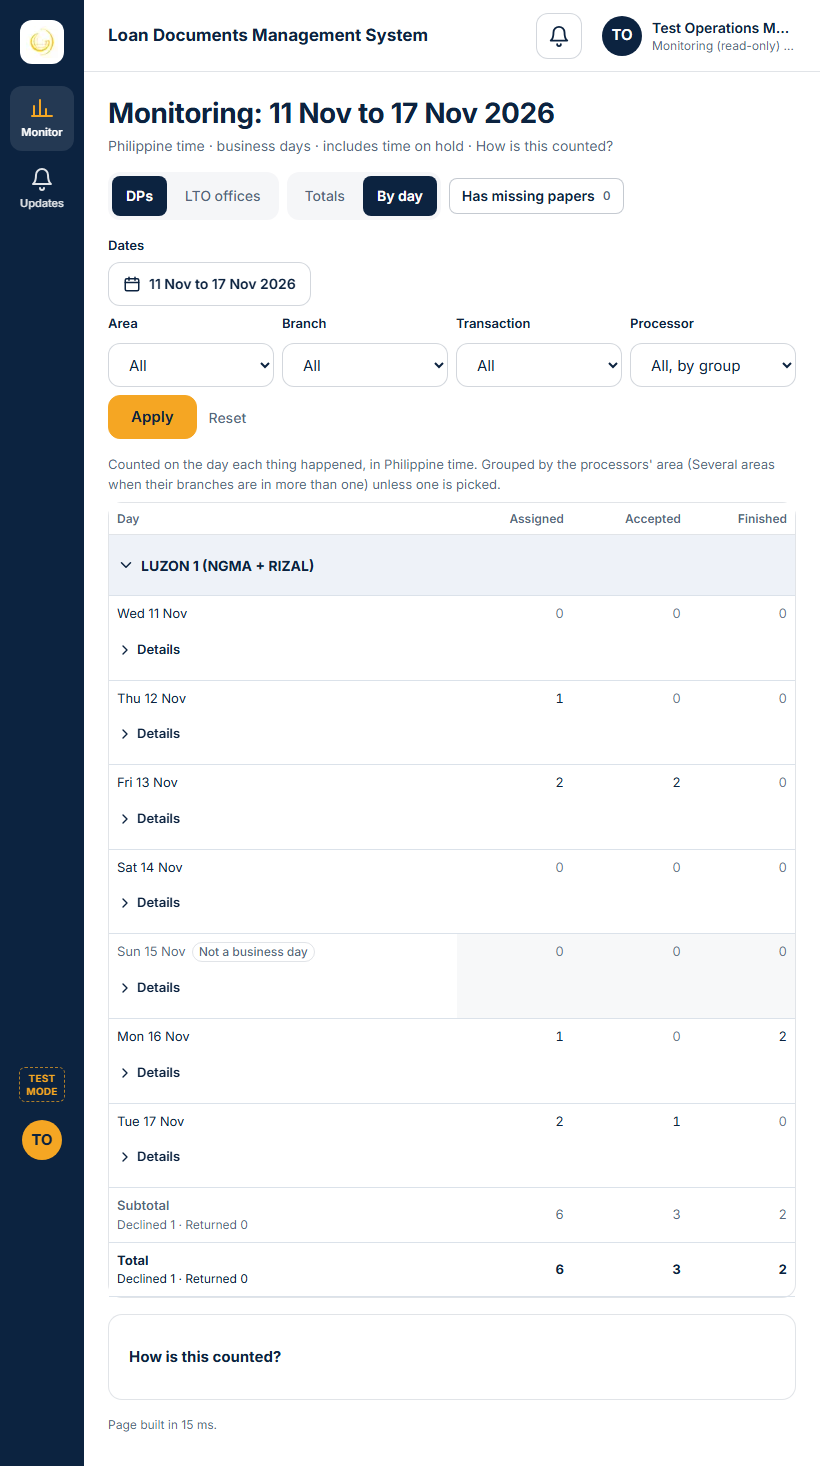 Loan Documents Management System
TO
Test Operations M...
Monitoring (read-only) ...
Monitor
Updates
TEST
MODE
TO
Monitoring: 11 Nov to 17 Nov 2026
Philippine time · business days · includes time on hold · How is this counted?
DPs LTO offices Totals By day Has missing papers 0
Dates
11 Nov to 17 Nov 2026
Area Branch Transaction Processor
All All All All, by group
Apply Reset
Counted on the day each thing happened, in Philippine time. Grouped by the processors' area (Several areas
when their branches are in more than one) unless one is picked.
Day Assigned Accepted Finished
LUZON 1 (NGMA + RIZAL)
Wed 11 Nov 0 0 0
Details
Thu 12 Nov 1 0 0
Details
Fri 13 Nov 2 2 0
Details
Sat 14 Nov 0 0 0
Details
Sun 15 Nov Not a business day 0 0 0
Details
Mon 16 Nov 1 0 2
Details
Tue 17 Nov 2 1 0
Details
Subtotal 6 3 2
Declined 1 · Returned 0
Total 6 3 2
Declined 1 · Returned 0
How is this counted?
Page built in 15 ms.